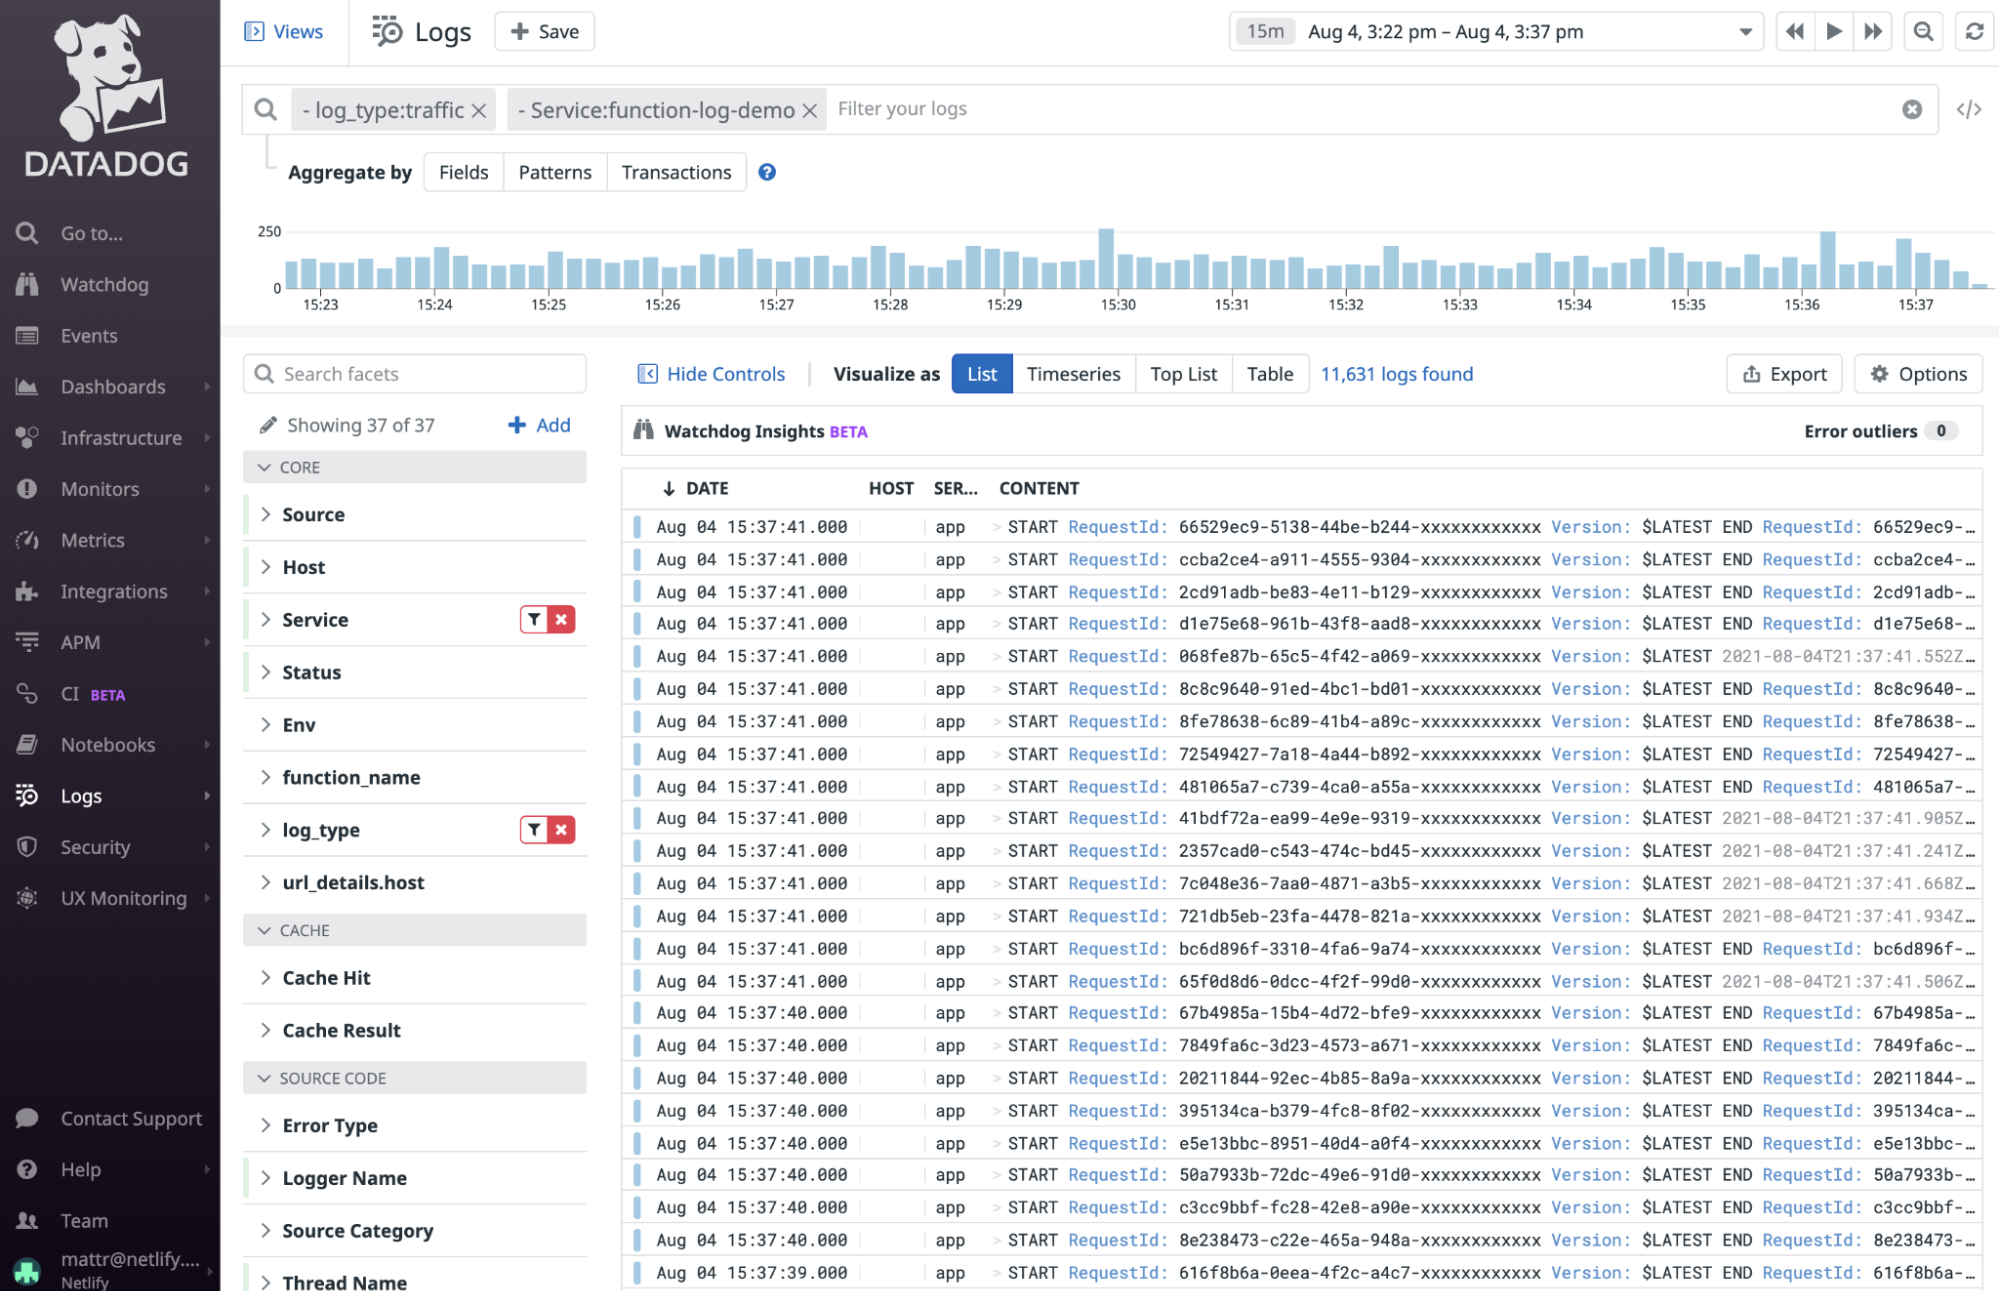 DATADOG
Go to...
Watchdog
Events
Dashboards
Infrastructure
Monitors
Metrics
Integrations
APM
CI BETA
Notebooks
Logs
Security
UX Monitoring
Contact Support
Help
Team
mattr@netlify....
Netlify
Views
Logs
Save
15m Aug 4, 3:22 pm – Aug 4, 3:37 pm
- log_type:traffic - Service:function-log-demo Filter your logs </>
Aggregate by Fields Patterns Transactions ?
250
0
15:23 15:24 15:25 15:26 15:27 15:28 15:29 15:30 15:31 15:32 15:33 15:34 15:35 15:36 15:37
Search facets
Showing 37 of 37 Add
CORE
Source
Host
Service
Status
Env
function_name
log_type
url_details.host
CACHE
Cache Hit
Cache Result
SOURCE CODE
Error Type
Logger Name
Source Category
Thread Name
Hide Controls Visualize as List Timeseries Top List Table 11,631 logs found Export Options
Watchdog Insights BETA Error outliers 0
DATE HOST SER... CONTENT
Aug 04 15:37:41.000 app > START RequestId: 66529ec9-5138-44be-b244-xxxxxxxxxxxx Version: $LATEST END RequestId: 66529ec9-…
Aug 04 15:37:41.000 app > START RequestId: ccba2ce4-a911-4555-9304-xxxxxxxxxxxx Version: $LATEST END RequestId: ccba2ce4-…
Aug 04 15:37:41.000 app > START RequestId: 2cd91adb-be83-4e11-b129-xxxxxxxxxxxx Version: $LATEST END RequestId: 2cd91adb-…
Aug 04 15:37:41.000 app > START RequestId: d1e75e68-961b-43f8-aad8-xxxxxxxxxxxx Version: $LATEST END RequestId: d1e75e68-…
Aug 04 15:37:41.000 app > START RequestId: 068fe87b-65c5-4f42-a069-xxxxxxxxxxxx Version: $LATEST 2021-08-04T21:37:41.552Z…
Aug 04 15:37:41.000 app > START RequestId: 8c8c9640-91ed-4bc1-bd01-xxxxxxxxxxxx Version: $LATEST END RequestId: 8c8c9640-…
Aug 04 15:37:41.000 app > START RequestId: 8fe78638-6c89-41b4-a89c-xxxxxxxxxxxx Version: $LATEST END RequestId: 8fe78638-…
Aug 04 15:37:41.000 app > START RequestId: 72549427-7a18-4a44-b892-xxxxxxxxxxxx Version: $LATEST END RequestId: 72549427-…
Aug 04 15:37:41.000 app > START RequestId: 481065a7-c739-4ca0-a55a-xxxxxxxxxxxx Version: $LATEST END RequestId: 481065a7-…
Aug 04 15:37:41.000 app > START RequestId: 41bdf72a-ea99-4e9e-9319-xxxxxxxxxxxx Version: $LATEST 2021-08-04T21:37:41.905Z…
Aug 04 15:37:41.000 app > START RequestId: 2357cad0-c543-474c-bd45-xxxxxxxxxxxx Version: $LATEST 2021-08-04T21:37:41.241Z…
Aug 04 15:37:41.000 app > START RequestId: 7c048e36-7aa0-4871-a3b5-xxxxxxxxxxxx Version: $LATEST 2021-08-04T21:37:41.668Z…
Aug 04 15:37:41.000 app > START RequestId: 721db5eb-23fa-4478-821a-xxxxxxxxxxxx Version: $LATEST 2021-08-04T21:37:41.934Z…
Aug 04 15:37:41.000 app > START RequestId: bc6d896f-3310-4fa6-9a74-xxxxxxxxxxxx Version: $LATEST END RequestId: bc6d896f-…
Aug 04 15:37:41.000 app > START RequestId: 65f0d8d6-0dcc-4f2f-99d0-xxxxxxxxxxxx Version: $LATEST 2021-08-04T21:37:41.506Z…
Aug 04 15:37:40.000 app > START RequestId: 67b4985a-15b4-4d72-bfe9-xxxxxxxxxxxx Version: $LATEST END RequestId: 67b4985a-…
Aug 04 15:37:40.000 app > START RequestId: 7849fa6c-3d23-4573-a671-xxxxxxxxxxxx Version: $LATEST END RequestId: 7849fa6c-…
Aug 04 15:37:40.000 app > START RequestId: 20211844-92ec-4b85-8a9a-xxxxxxxxxxxx Version: $LATEST END RequestId: 20211844-…
Aug 04 15:37:40.000 app > START RequestId: 395134ca-b379-4fc8-8f02-xxxxxxxxxxxx Version: $LATEST END RequestId: 395134ca-…
Aug 04 15:37:40.000 app > START RequestId: e5e13bbc-8951-40d4-a0f4-xxxxxxxxxxxx Version: $LATEST END RequestId: e5e13bbc-…
Aug 04 15:37:40.000 app > START RequestId: 50a7933b-72dc-49e6-91d0-xxxxxxxxxxxx Version: $LATEST END RequestId: 50a7933b-…
Aug 04 15:37:40.000 app > START RequestId: c3cc9bbf-fc28-42e8-a90e-xxxxxxxxxxxx Version: $LATEST END RequestId: c3cc9bbf-…
Aug 04 15:37:40.000 app > START RequestId: 8e238473-c22e-465a-948a-xxxxxxxxxxxx Version: $LATEST END RequestId: 8e238473-…
Aug 04 15:37:39.000 app > START RequestId: 616f8b6a-0eea-4f2c-a4c7-xxxxxxxxxxxx Version: $LATEST END RequestId: 616f8b6a-…